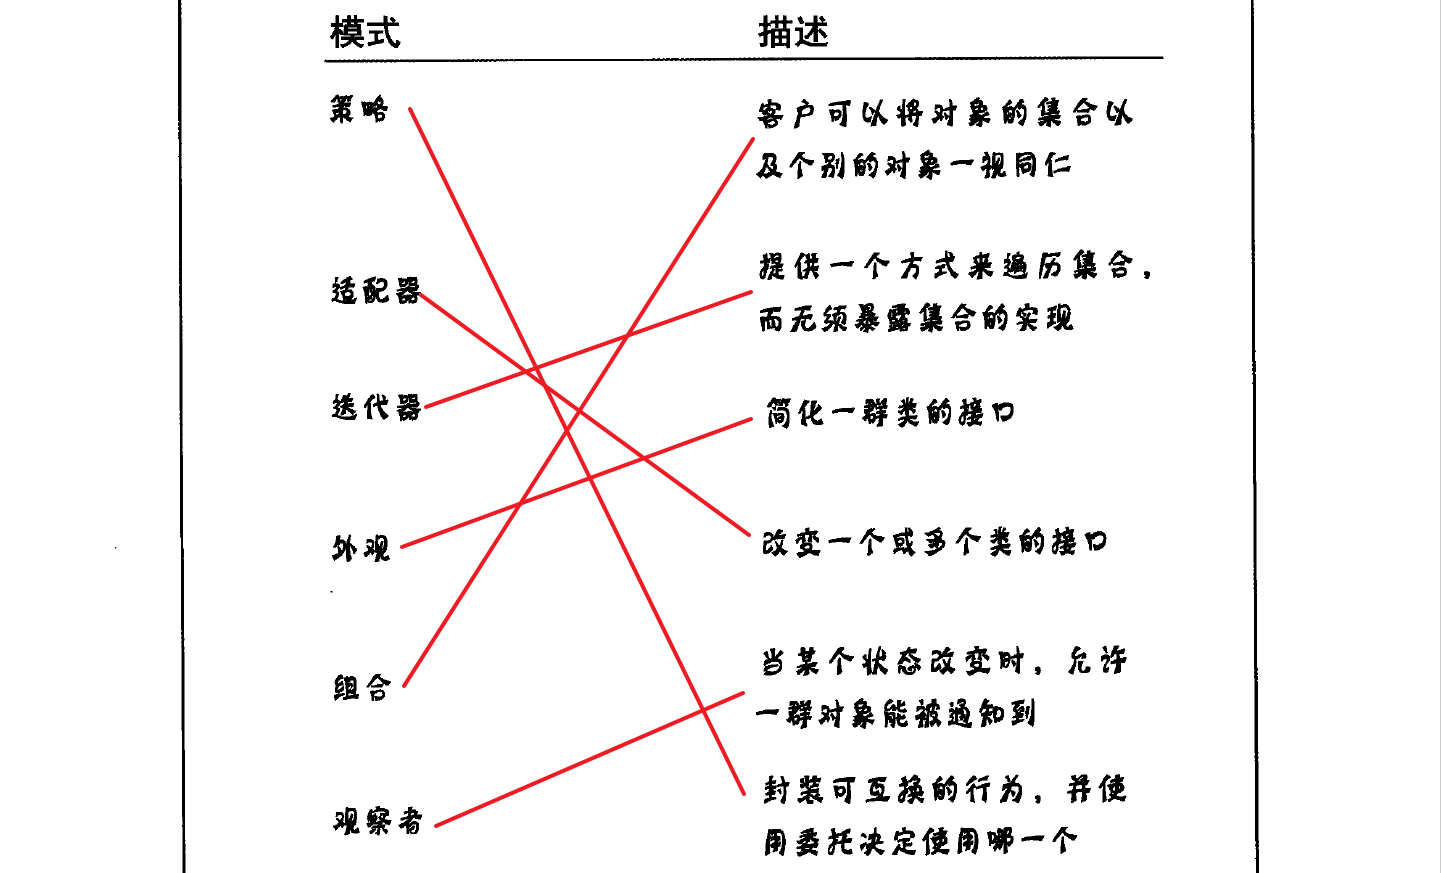 模式 描述
策略 客户可以将对象的集合以
及个别的对象一视同仁
提供一个方式来遍历集合，
适配器
而无须暴露集合的实现
迭代器 简化一群类的接口
外观 改变一个或多个类的接口
当某个状态改变时，允许
组合
一群对象能被通知到
封装可互换的行为，并使
观察者
用委托决定使用哪一个